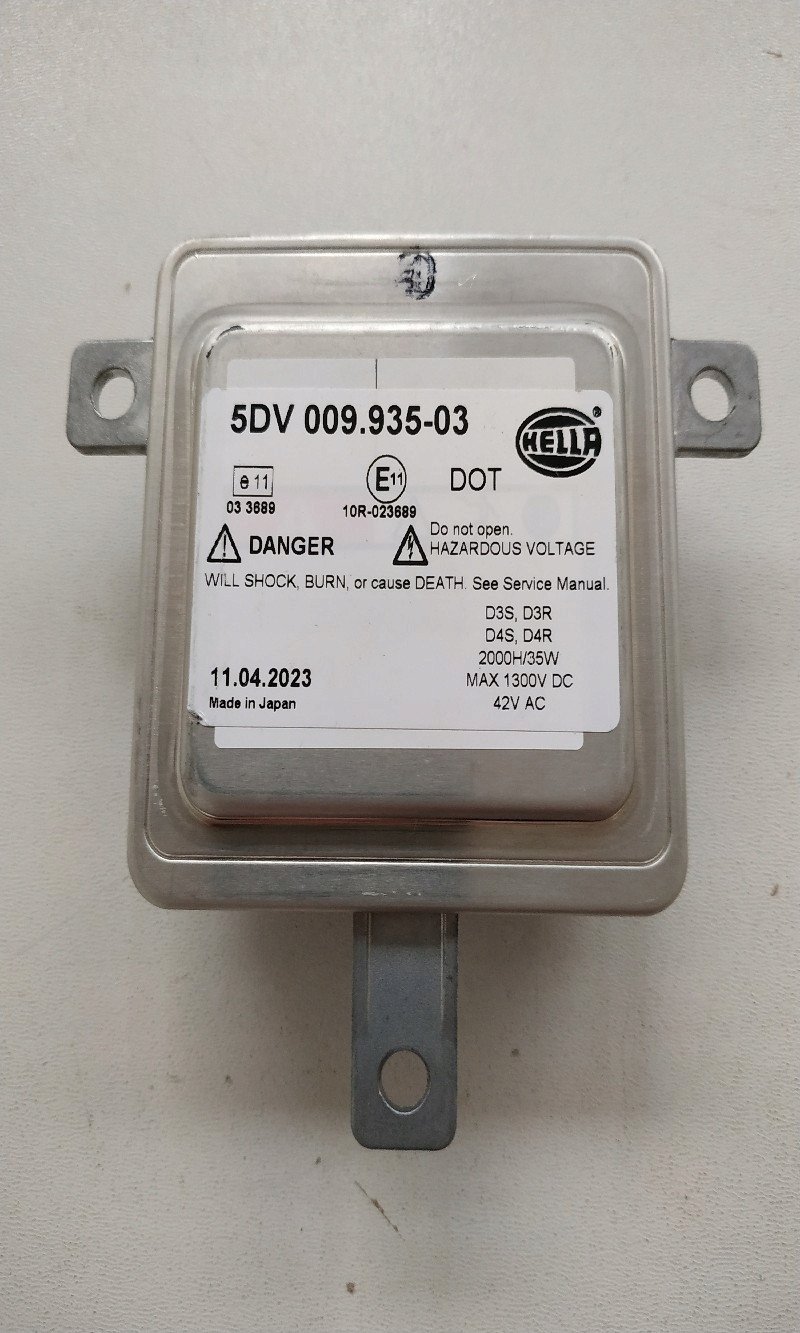 5DV 009.935-03
HELLA®
e 11
03 3689
E11
10R-023689
DOT
DANGER
Do not open.
HAZARDOUS VOLTAGE
WILL SHOCK, BURN, or cause DEATH. See Service Manual.
D3S, D3R
D4S, D4R
2000H/35W
MAX 1300V DC
42V AC
11.04.2023
Made in Japan